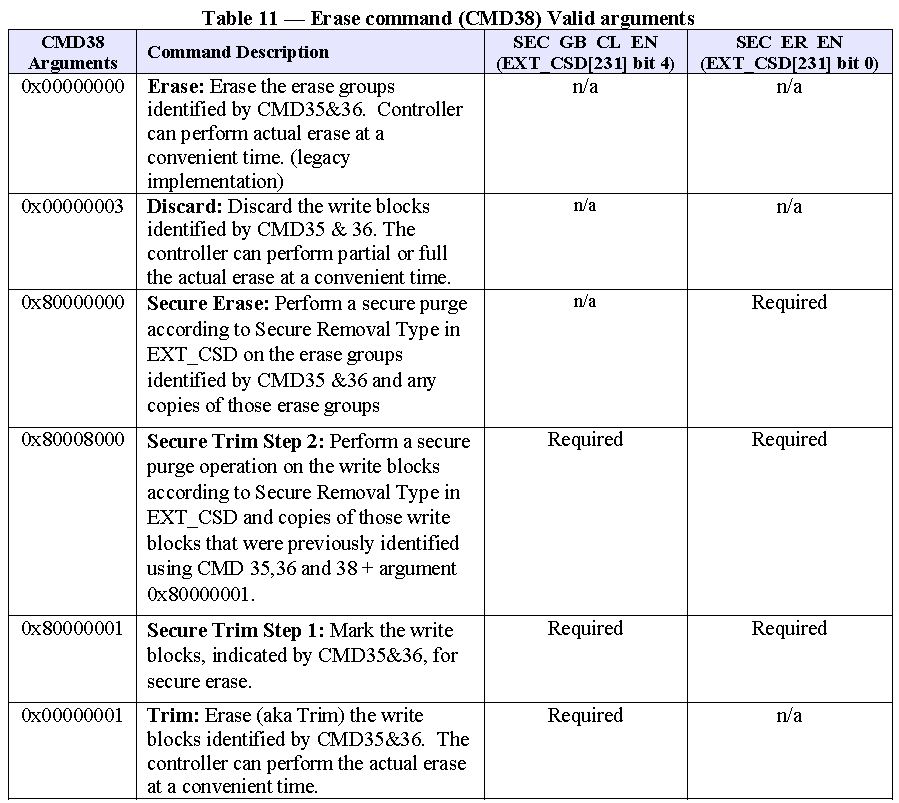 Table 11 — Erase command (CMD38) Valid arguments
CMD38
Arguments
Command Description
SEC_GB_CL_EN
(EXT_CSD[231] bit 4)
SEC_ER_EN
(EXT_CSD[231] bit 0)
0x00000000
Erase: Erase the erase groups
identified by CMD35&36. Controller
can perform actual erase at a
convenient time. (legacy
implementation)
n/a
n/a
0x00000003
Discard: Discard the write blocks
identified by CMD35 & 36. The
controller can perform partial or full
the actual erase at a convenient time.
n/a
n/a
0x80000000
Secure Erase: Perform a secure purge
according to Secure Removal Type in
EXT_CSD on the erase groups
identified by CMD35 &36 and any
copies of those erase groups
n/a
Required
0x80008000
Secure Trim Step 2: Perform a secure
purge operation on the write blocks
according to Secure Removal Type in
EXT_CSD and copies of those write
blocks that were previously identified
using CMD 35,36 and 38 + argument
0x80000001.
Required
Required
0x80000001
Secure Trim Step 1: Mark the write
blocks, indicated by CMD35&36, for
secure erase.
Required
Required
0x00000001
Trim: Erase (aka Trim) the write
blocks identified by CMD35&36. The
controller can perform the actual erase
at a convenient time.
Required
n/a